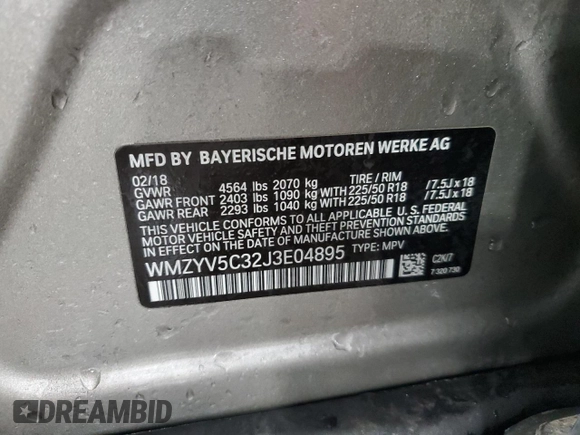 MFD BY BAYERISCHE MOTOREN WERKE AG
02/18 TIRE / RIM
GVWR 4564 lbs 2070 kg
GAWR FRONT 2403 lbs 1090 kg WITH 225/50 R18 /7.5J x 18
GAWR REAR 2293 lbs 1040 kg WITH 225/50 R18 /7.5J x 18
THIS VEHICLE CONFORMS TO ALL APPLICABLE U. S. FEDERAL
MOTOR VEHICLE SAFETY AND THEFT PREVENTION STANDARDS
IN EFFECT ON THE DATE OF MANUFACTURE SHOWN ABOVE.
WMZYV5C32J3E04895 TYPE: MPV
C2N/7
7 320 730
DREAMBID